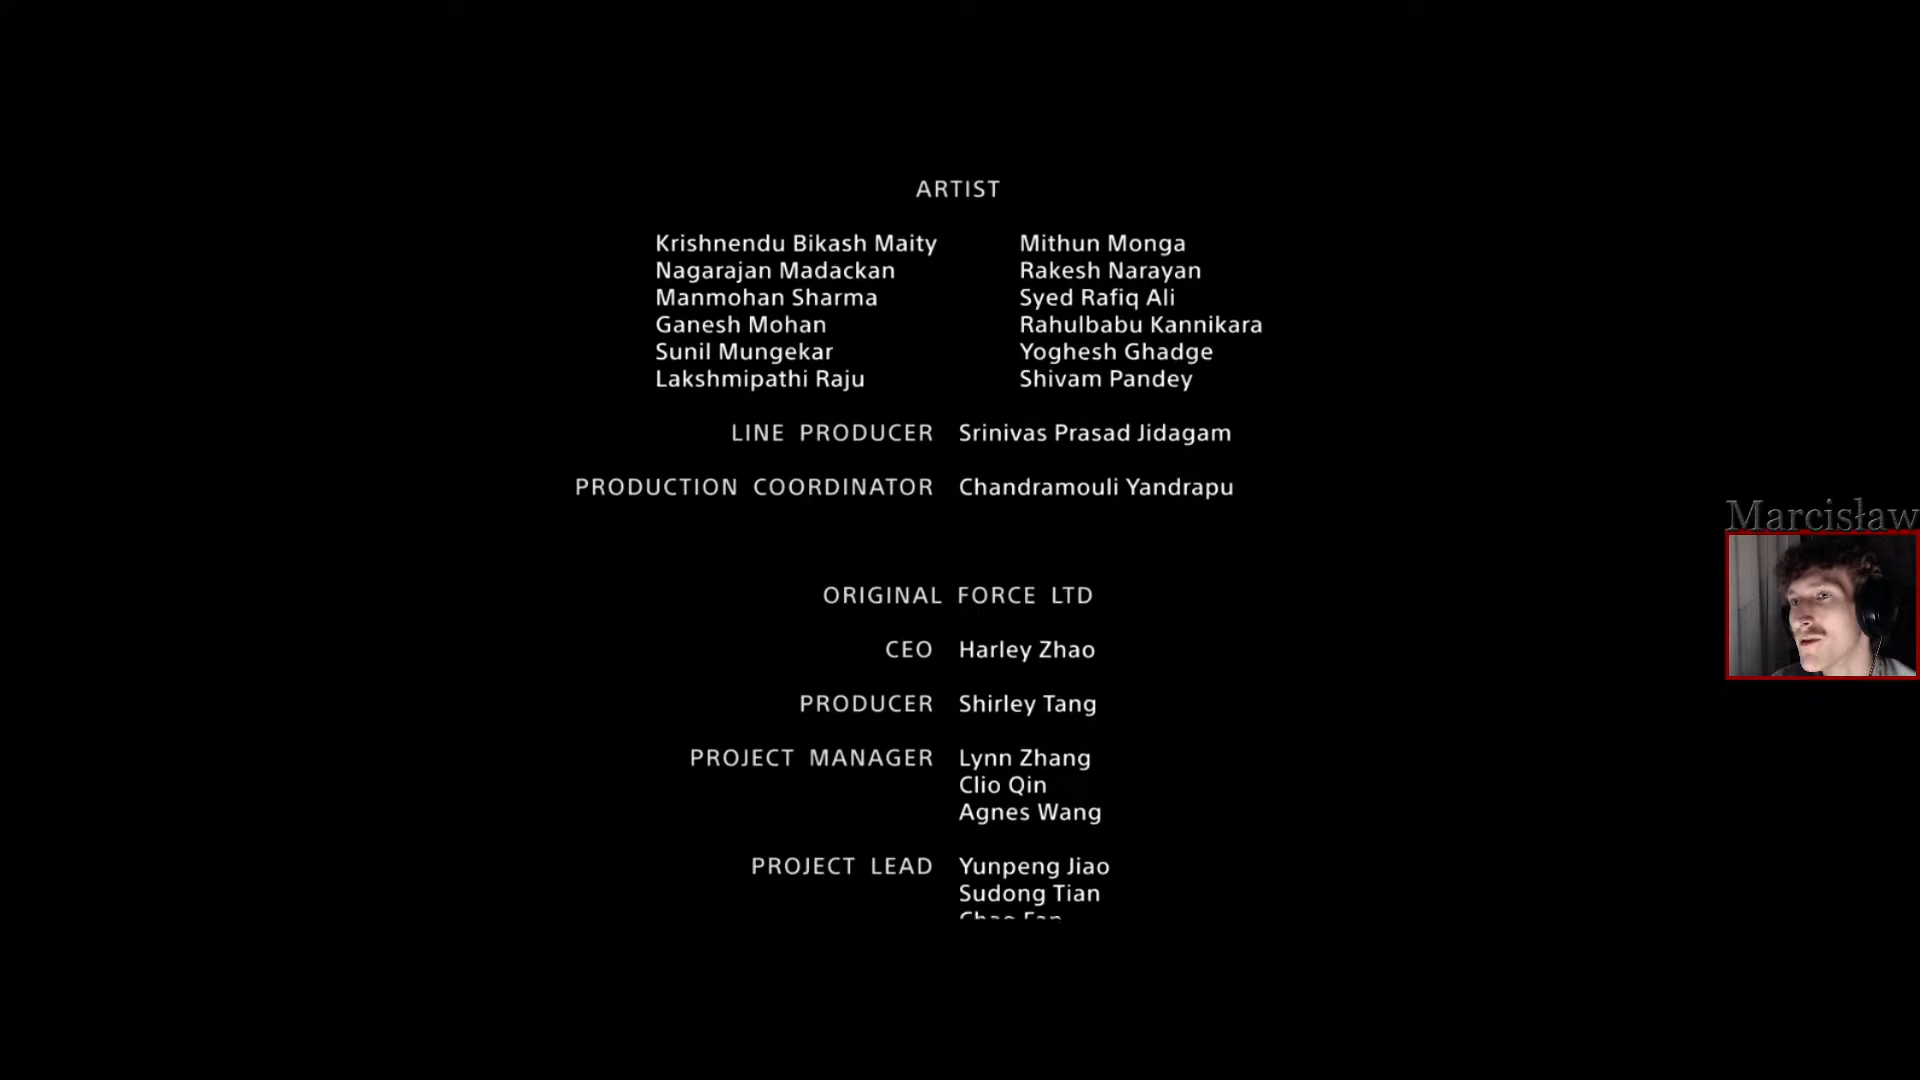 ARTIST
Krishnendu Bikash Maity Mithun Monga
Nagarajan Madackan Rakesh Narayan
Manmohan Sharma Syed Rafiq Ali
Ganesh Mohan Rahulbabu Kannikara
Sunil Mungekar Yoghesh Ghadge
Lakshmipathi Raju Shivam Pandey
LINE PRODUCER Srinivas Prasad Jidagam
PRODUCTION COORDINATOR Chandramouli Yandrapu
Marcisław
ORIGINAL FORCE LTD
CEO Harley Zhao
PRODUCER Shirley Tang
PROJECT MANAGER Lynn Zhang
Clio Qin
Agnes Wang
PROJECT LEAD Yunpeng Jiao
Sudong Tian